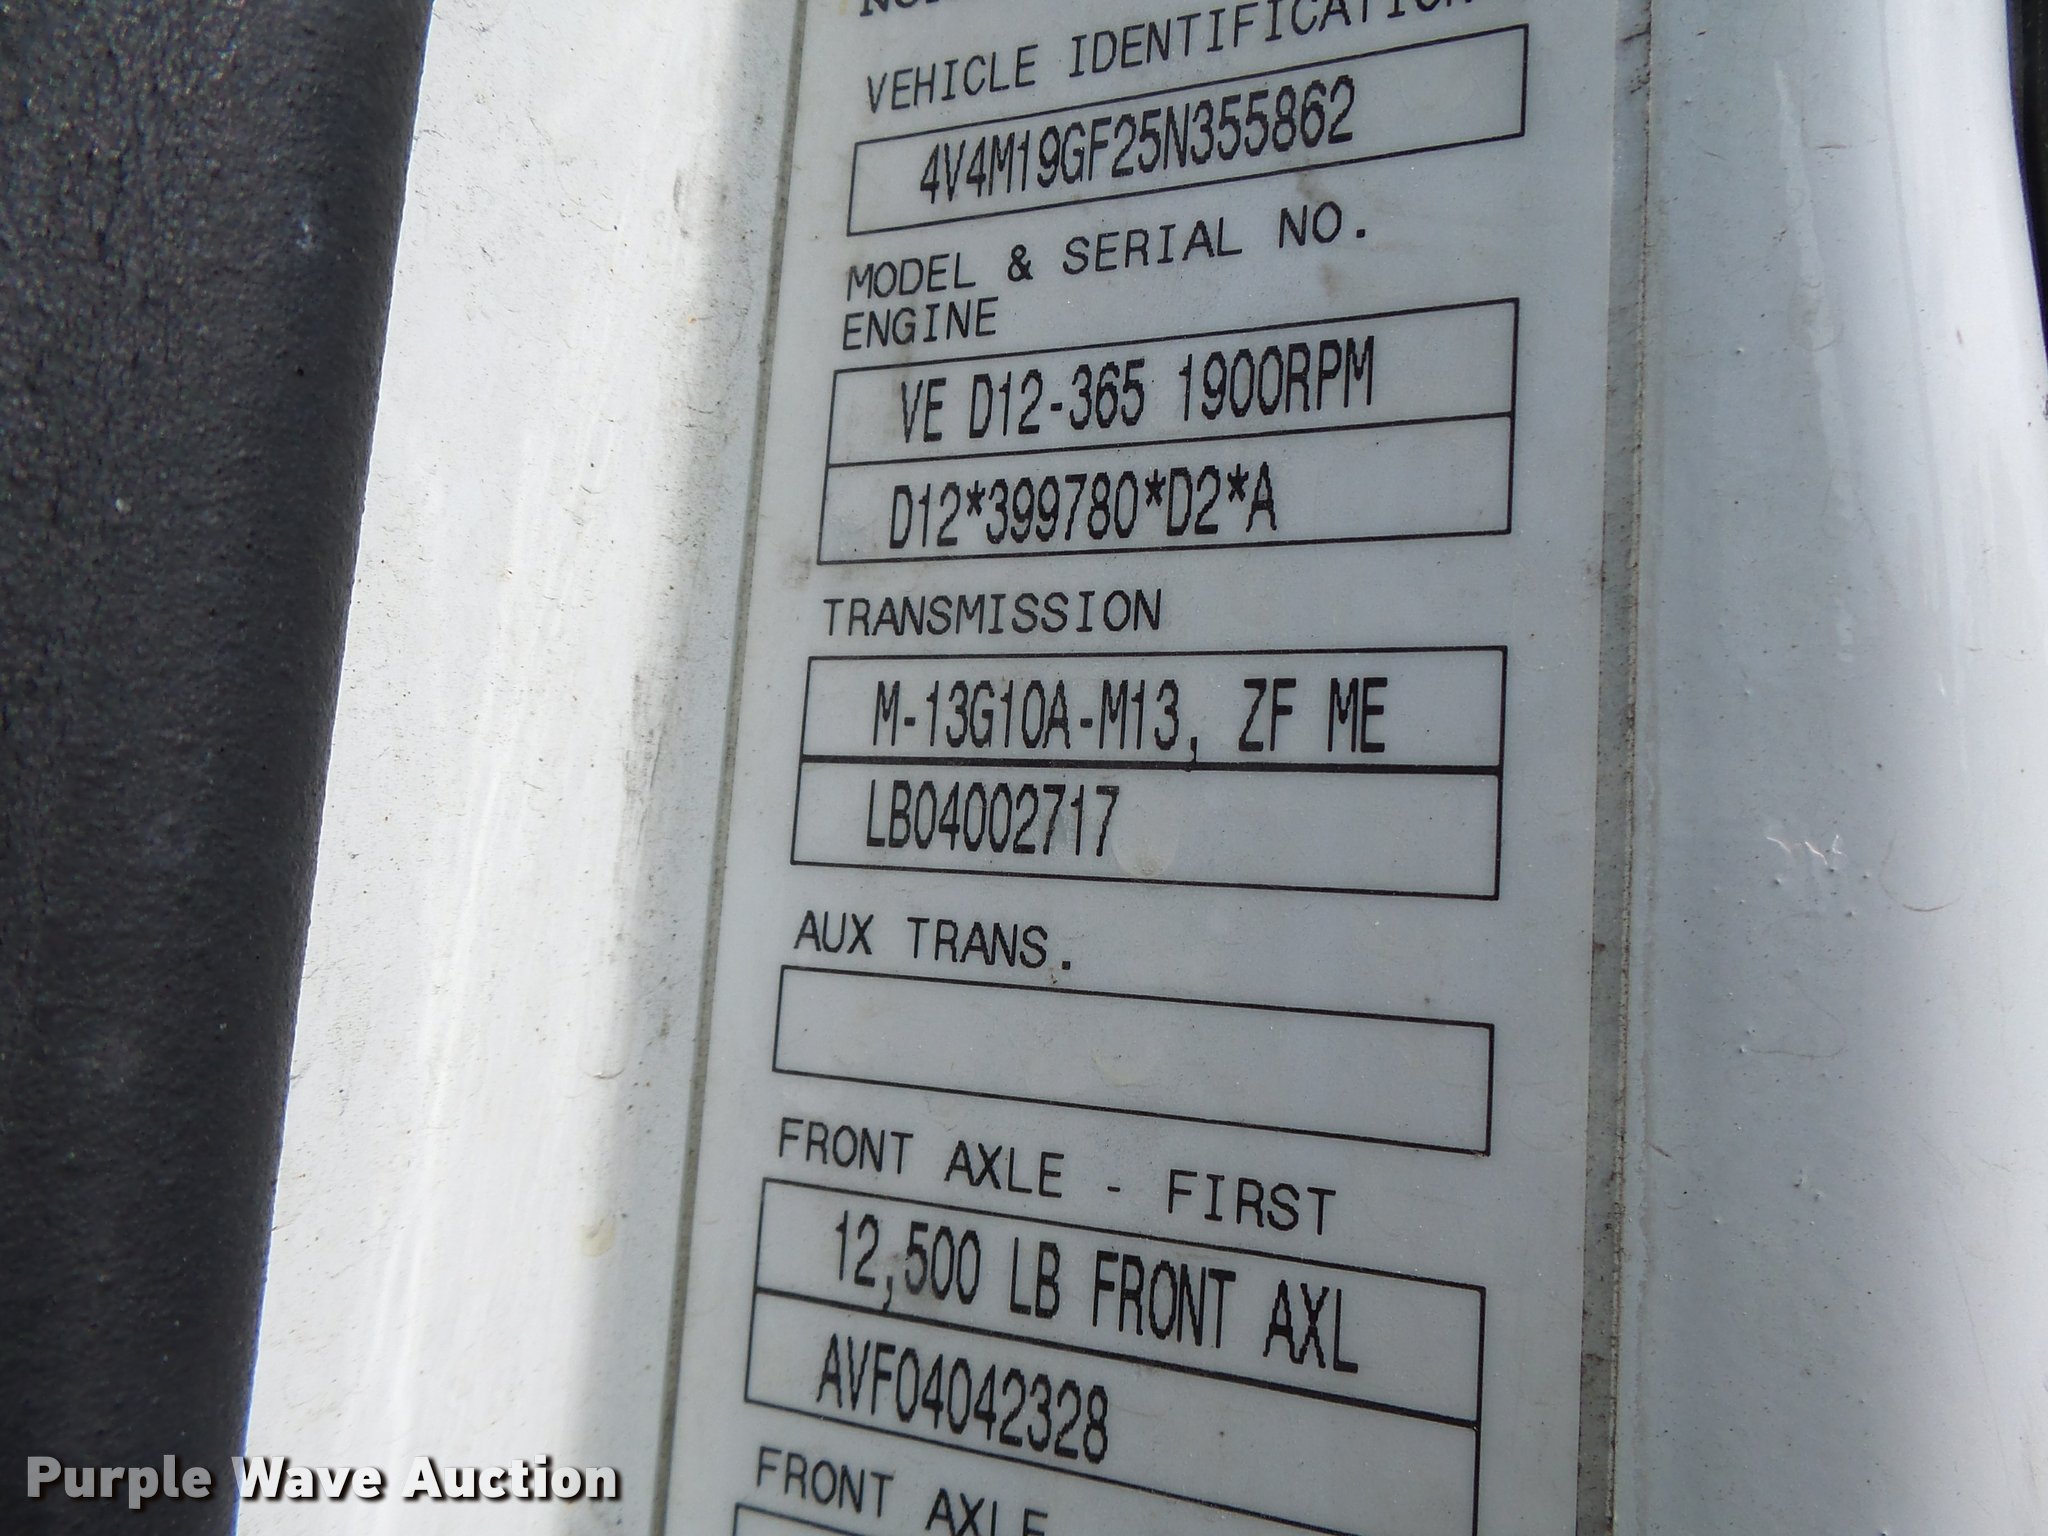 VEHICLE IDENTIFICATION
4V4M19GF25N355862
MODEL & SERIAL NO.
ENGINE
VE D12-365 1900RPM
D12*399780*D2*A
TRANSMISSION
M-13G10A-M13, ZF ME
LB04002717
AUX TRANS.
FRONT AXLE - FIRST
12,500 LB FRONT AXL
AVF04042328
FRONT AXLE
Purple Wave Auction